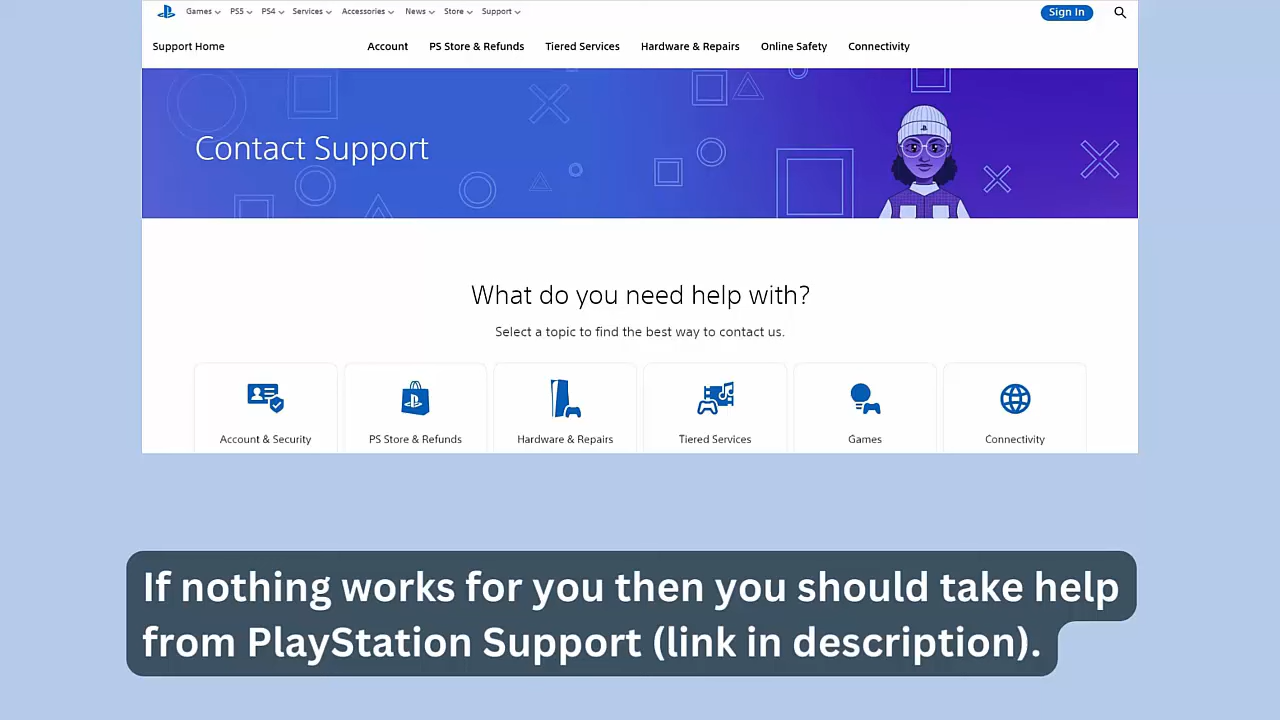 Games PS5 PS4 Services Accessories News Store Support Sign In
Support Home Account PS Store & Refunds Tiered Services Hardware & Repairs Online Safety Connectivity
Contact Support
What do you need help with?
Select a topic to find the best way to contact us.
Account & Security PS Store & Refunds Hardware & Repairs Tiered Services Games Connectivity
If nothing works for you then you should take help
from PlayStation Support (link in description).